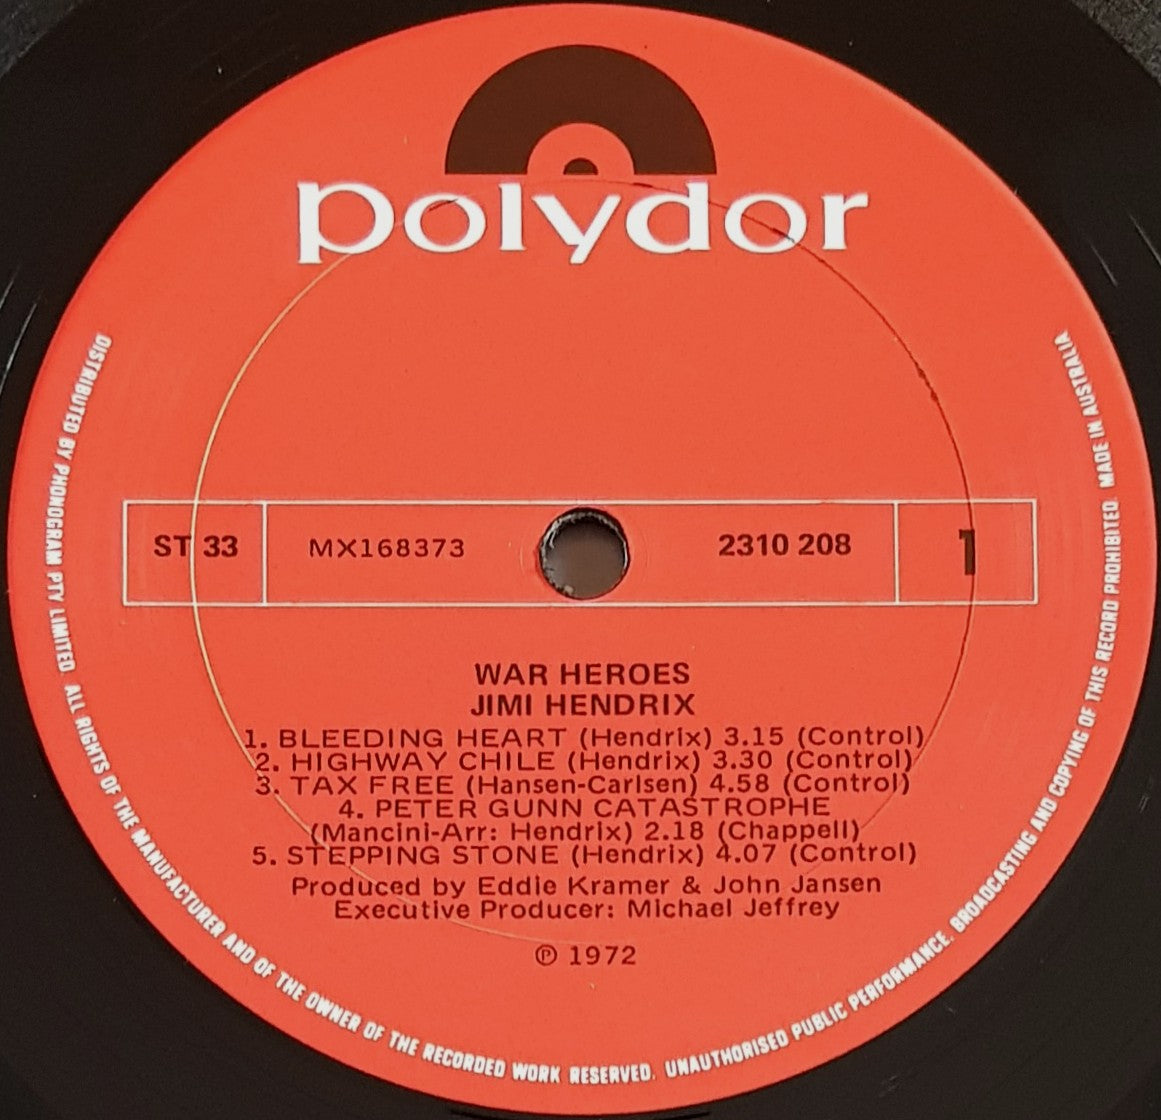 polydor
ST 33 MX168373 2310 208 1
WAR HEROES
JIMI HENDRIX
1. BLEEDING HEART (Hendrix) 3.15 (Control)
2. HIGHWAY CHILE (Hendrix) 3.30 (Control)
3. TAX FREE (Hansen-Carlsen) 4.58 (Control)
4. PETER GUNN CATASTROPHE
(Mancini-Arr: Hendrix) 2.18 (Chappell)
5. STEPPING STONE (Hendrix) 4.07 (Control)
Produced by Eddie Kramer & John Jansen
Executive Producer: Michael Jeffrey
℗ 1972
DISTRIBUTED BY PHONOGRAM PTY LIMITED. ALL RIGHTS OF THE MANUFACTURER AND OF THE OWNER OF THE RECORDED WORK RESERVED. UNAUTHORISED PUBLIC PERFORMANCE, BROADCASTING AND COPYING OF THIS RECORD PROHIBITED. MADE IN AUSTRALIA